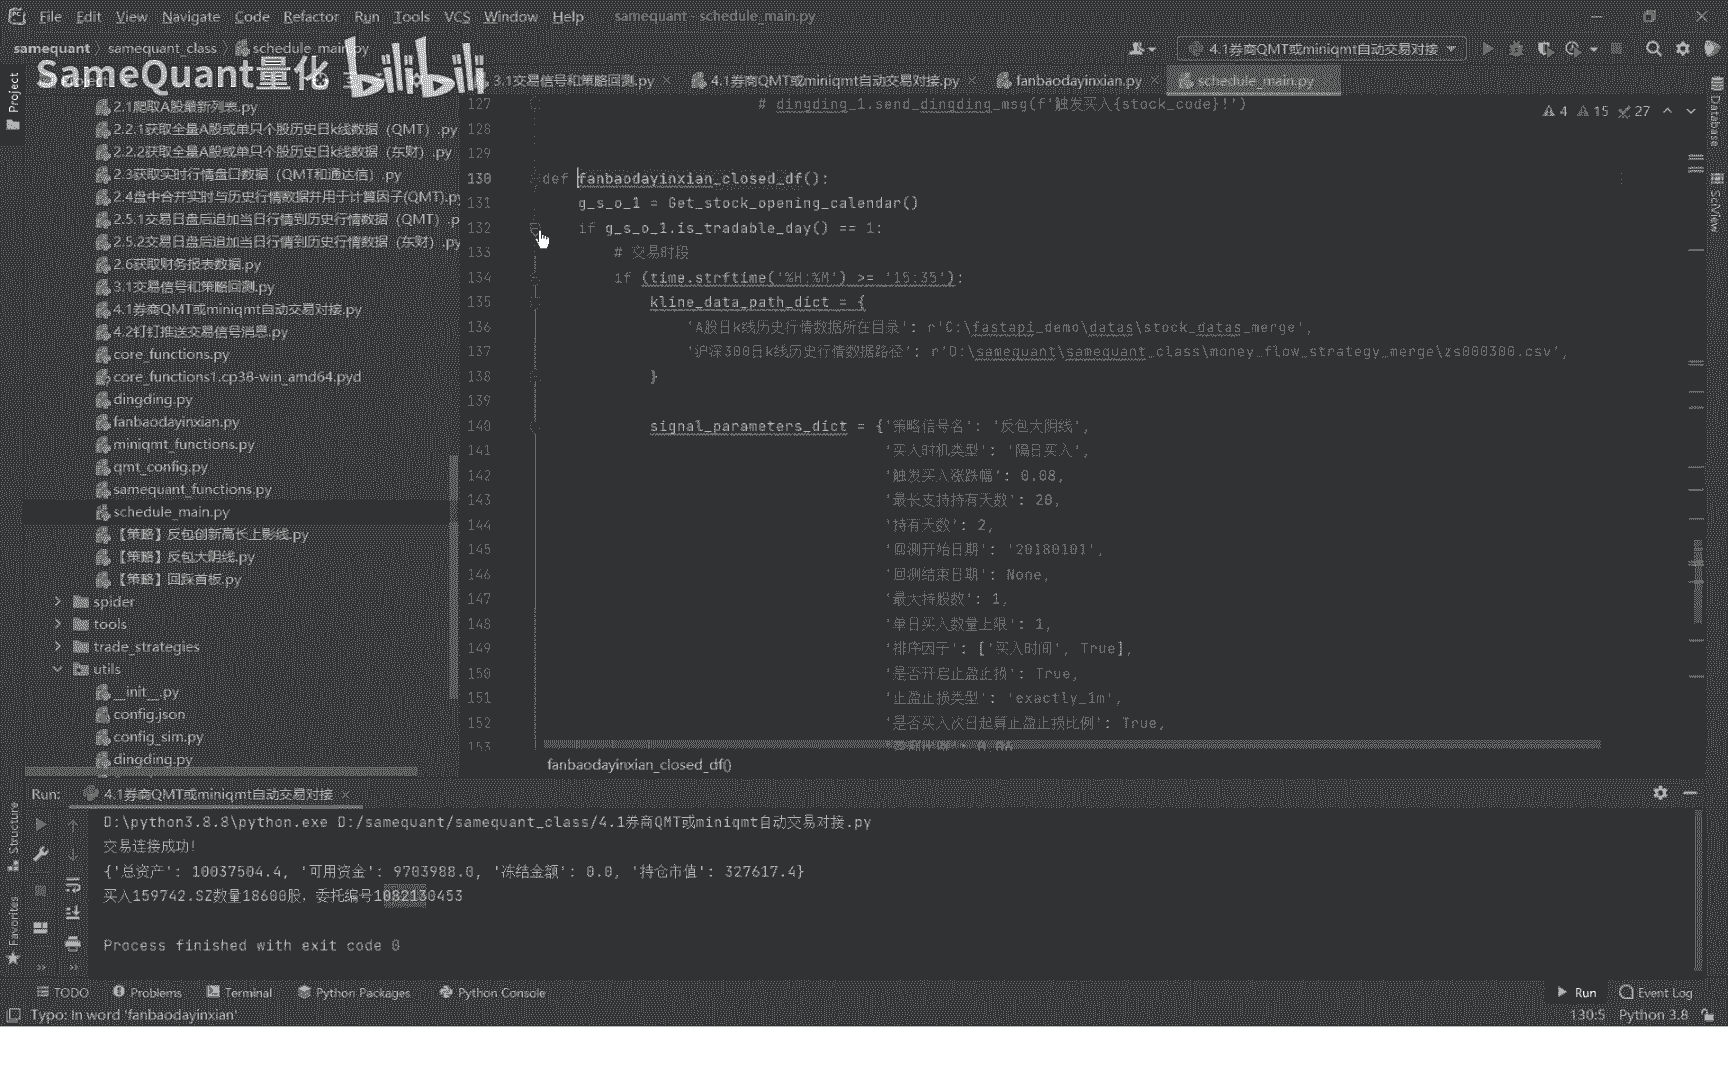 File Edit View Navigate Code Refactor Run Tools VCS Window Help samequant - schedule_main.py
samequant samequant_class schedule_main.py 4.1券商QMT或miniqmt自动交易对接
SameQuant量化 bilibili
Project 3.1交易信号和策略回测.py 4.1券商QMT或miniqmt自动交易对接.py fanbaodayinxian.py schedule_main.py
2.1爬取A股最新列表.py
2.2.1获取全量A股或单只个股历史日k线数据（QMT）.py
2.2.2获取全量A股或单只个股历史日k线数据（东财）.py
2.3获取实时行情盘口数据（QMT和通达信）.py
2.4盘中合并实时与历史行情数据并用于计算因子(QMT).py
2.5.1交易日盘后追加当日行情到历史行情数据（QMT）.p
2.5.2交易日盘后追加当日行情到历史行情数据（东财）.p
2.6获取财务报表数据.py
3.1交易信号和策略回测.py
4.1券商QMT或miniqmt自动交易对接.py
4.2钉钉推送交易信号消息.py
core_functions.py
core_functions1.cp38-win_amd64.pyd
dingding.py
fanbaodayinxian.py
miniqmt_functions.py
qmt_config.py
samequant_functions.py
schedule_main.py
【策略】反包创新高长上影线.py
【策略】反包大阴线.py
【策略】回踩首板.py
spider
tools
trade_strategies
utils
__init__.py
config.json
config_sim.py
dingding.py
127 # dingding_1.send_dingding_msg(f'触发买入{stock_code}!')
128
129
130 def fanbaodayinxian_closed_df():
131 g_s_o_1 = Get_stock_opening_calendar()
132 if g_s_o_1.is_tradable_day() == 1:
133 # 交易时段
134 if (time.strftime('%H:%M') >= '15:35'):
135 kline_data_path_dict = {
136 'A股日k线历史行情数据所在目录': r'C:\fastapi_demo\datas\stock_datas_merge',
137 '沪深300日k线历史行情数据路径': r'D:\samequant\samequant_class\money_flow_strategy_merge\zs000300.csv',
138 }
139
140 signal_parameters_dict = {'策略信号名': '反包大阴线',
141 '买入时机类型': '隔日买入',
142 '触发买入涨跌幅': 0.08,
143 '最长支持持有天数': 20,
144 '持有天数': 2,
145 '回测开始日期': '20180101',
146 '回测结束日期': None,
147 '最大持股数': 1,
148 '单日买入数量上限': 1,
149 '排序因子': ['买入时间', True],
150 '是否开启止盈止损': True,
151 '止盈止损类型': 'exactly_1m',
152 '是否买入次日起算止盈止损比例': True,
153
4 15 27
Database
SciView
fanbaodayinxian_closed_df()
Run: 4.1券商QMT或miniqmt自动交易对接
D:\python3.8.8\python.exe D:/samequant/samequant_class/4.1券商QMT或miniqmt自动交易对接.py
交易连接成功!
{'总资产': 10037504.4, '可用资金': 9703988.0, '冻结金额': 0.0, '持仓市值': 327617.4}
买入159742.SZ数量18600股，委托编号1082130453
Process finished with exit code 0
Structure
Favorites
TODO Problems Terminal Python Packages Python Console Run Event Log
Typo: In word 'fanbaodayinxian' 130:5 Python 3.8